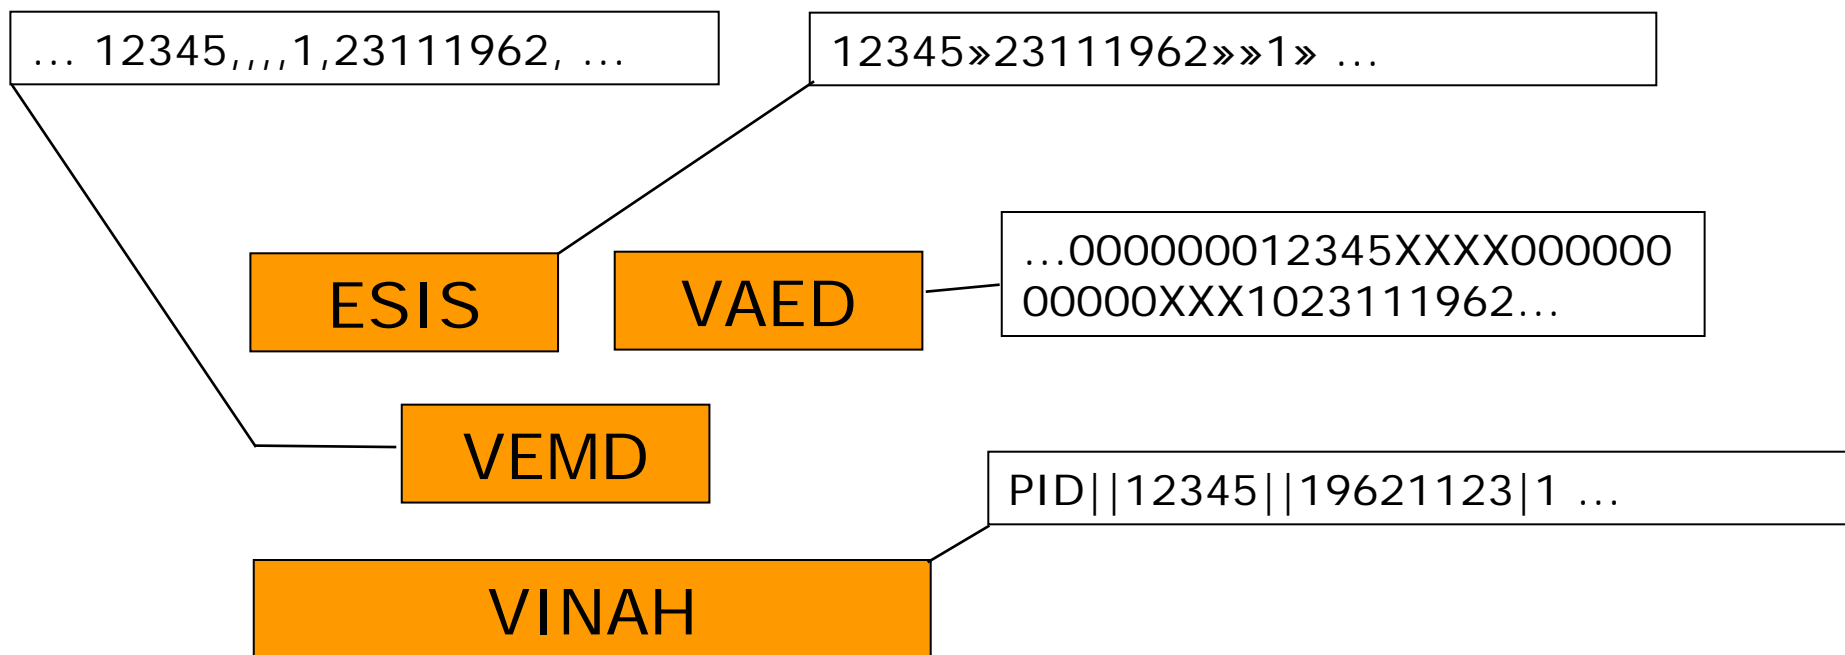 ... 12345,,,,1,23111962, ...
12345»23111962»»1» ...
...000000012345XXXX000000
00000XXX1023111962...
ESIS
VAED
VEMD
PID||12345||19621123|1 ...
VINAH